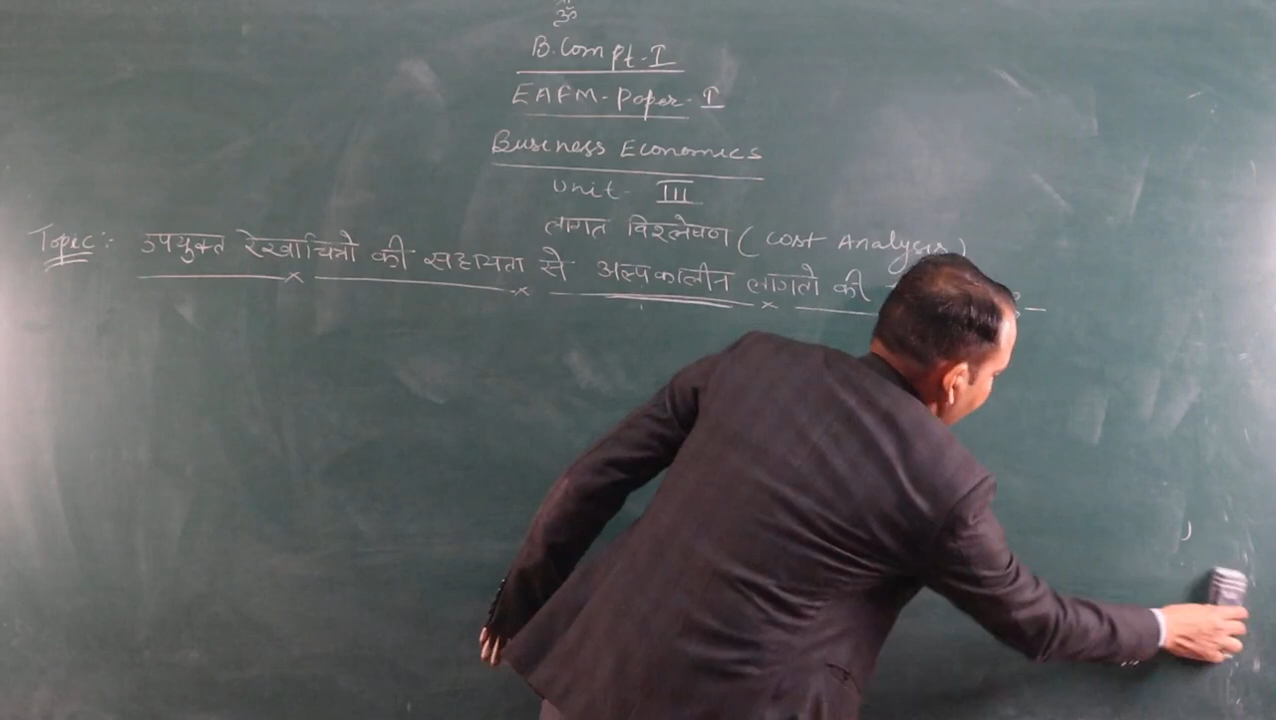 ॐ
B.Com Pt-I
EAFM-Paper-I
Business Economics
Unit- III
लागत विश्लेषण (Cost Analysis)
Topic:- उपयुक्त रेखाचित्रो की सहायता से अल्पकालीन लागतो की